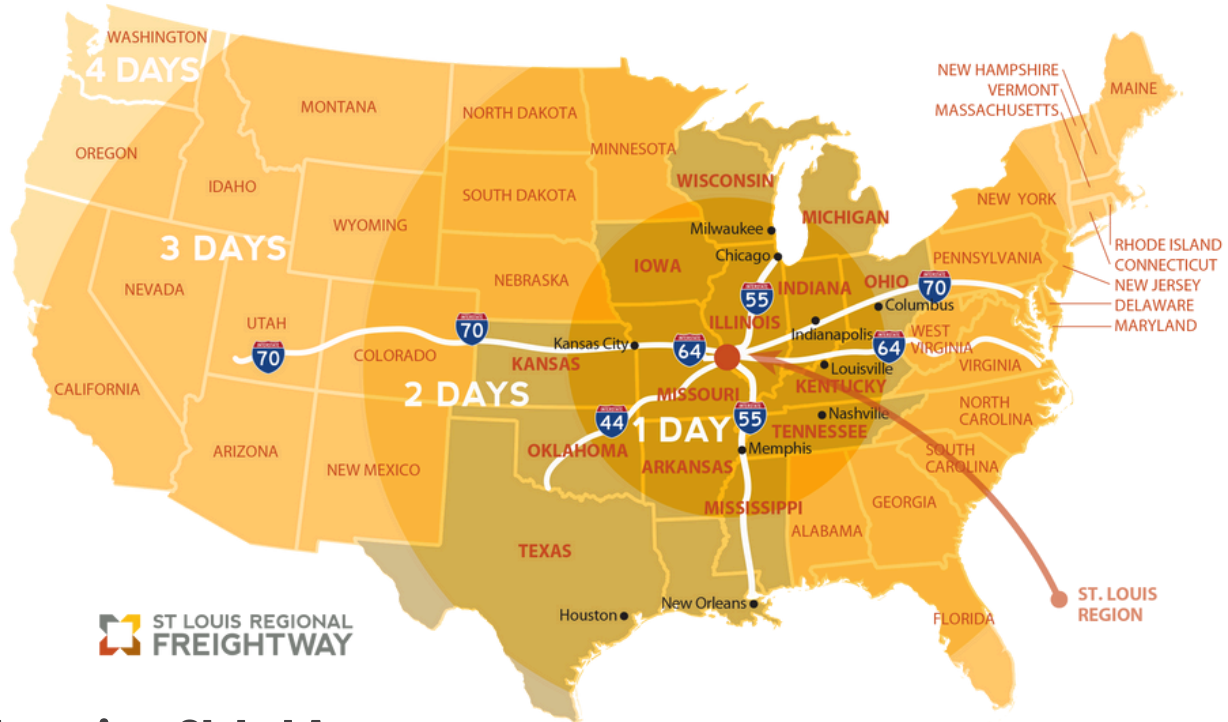 WASHINGTON
4 DAYS
MONTANA
NORTH DAKOTA
MINNESOTA
NEW HAMPSHIRE
VERMONT
MASSACHUSETTS
MAINE
OREGON
IDAHO
WYOMING
SOUTH DAKOTA
WISCONSIN
MICHIGAN
NEW YORK
3 DAYS
Milwaukee
Chicago
IOWA
NEBRASKA
NEVADA
UTAH
COLORADO
INDIANA
OHIO
PENNSYLVANIA
RHODE ISLAND
CONNECTICUT
NEW JERSEY
DELAWARE
MARYLAND
70
55
Columbus
ILLINOIS
Indianapolis
WEST
VIRGINIA
70
70
Kansas City
64
64
KANSAS
Louisville
VIRGINIA
CALIFORNIA
2 DAYS
MISSOURI
KENTUCKY
44
1 DAY
55
Nashville
TENNESSEE
NORTH
CAROLINA
ARIZONA
NEW MEXICO
OKLAHOMA
ARKANSAS
Memphis
SOUTH
CAROLINA
MISSISSIPPI
GEORGIA
ALABAMA
TEXAS
Houston
New Orleans
FLORIDA
ST. LOUIS
REGION
ST LOUIS REGIONAL
FREIGHTWAY